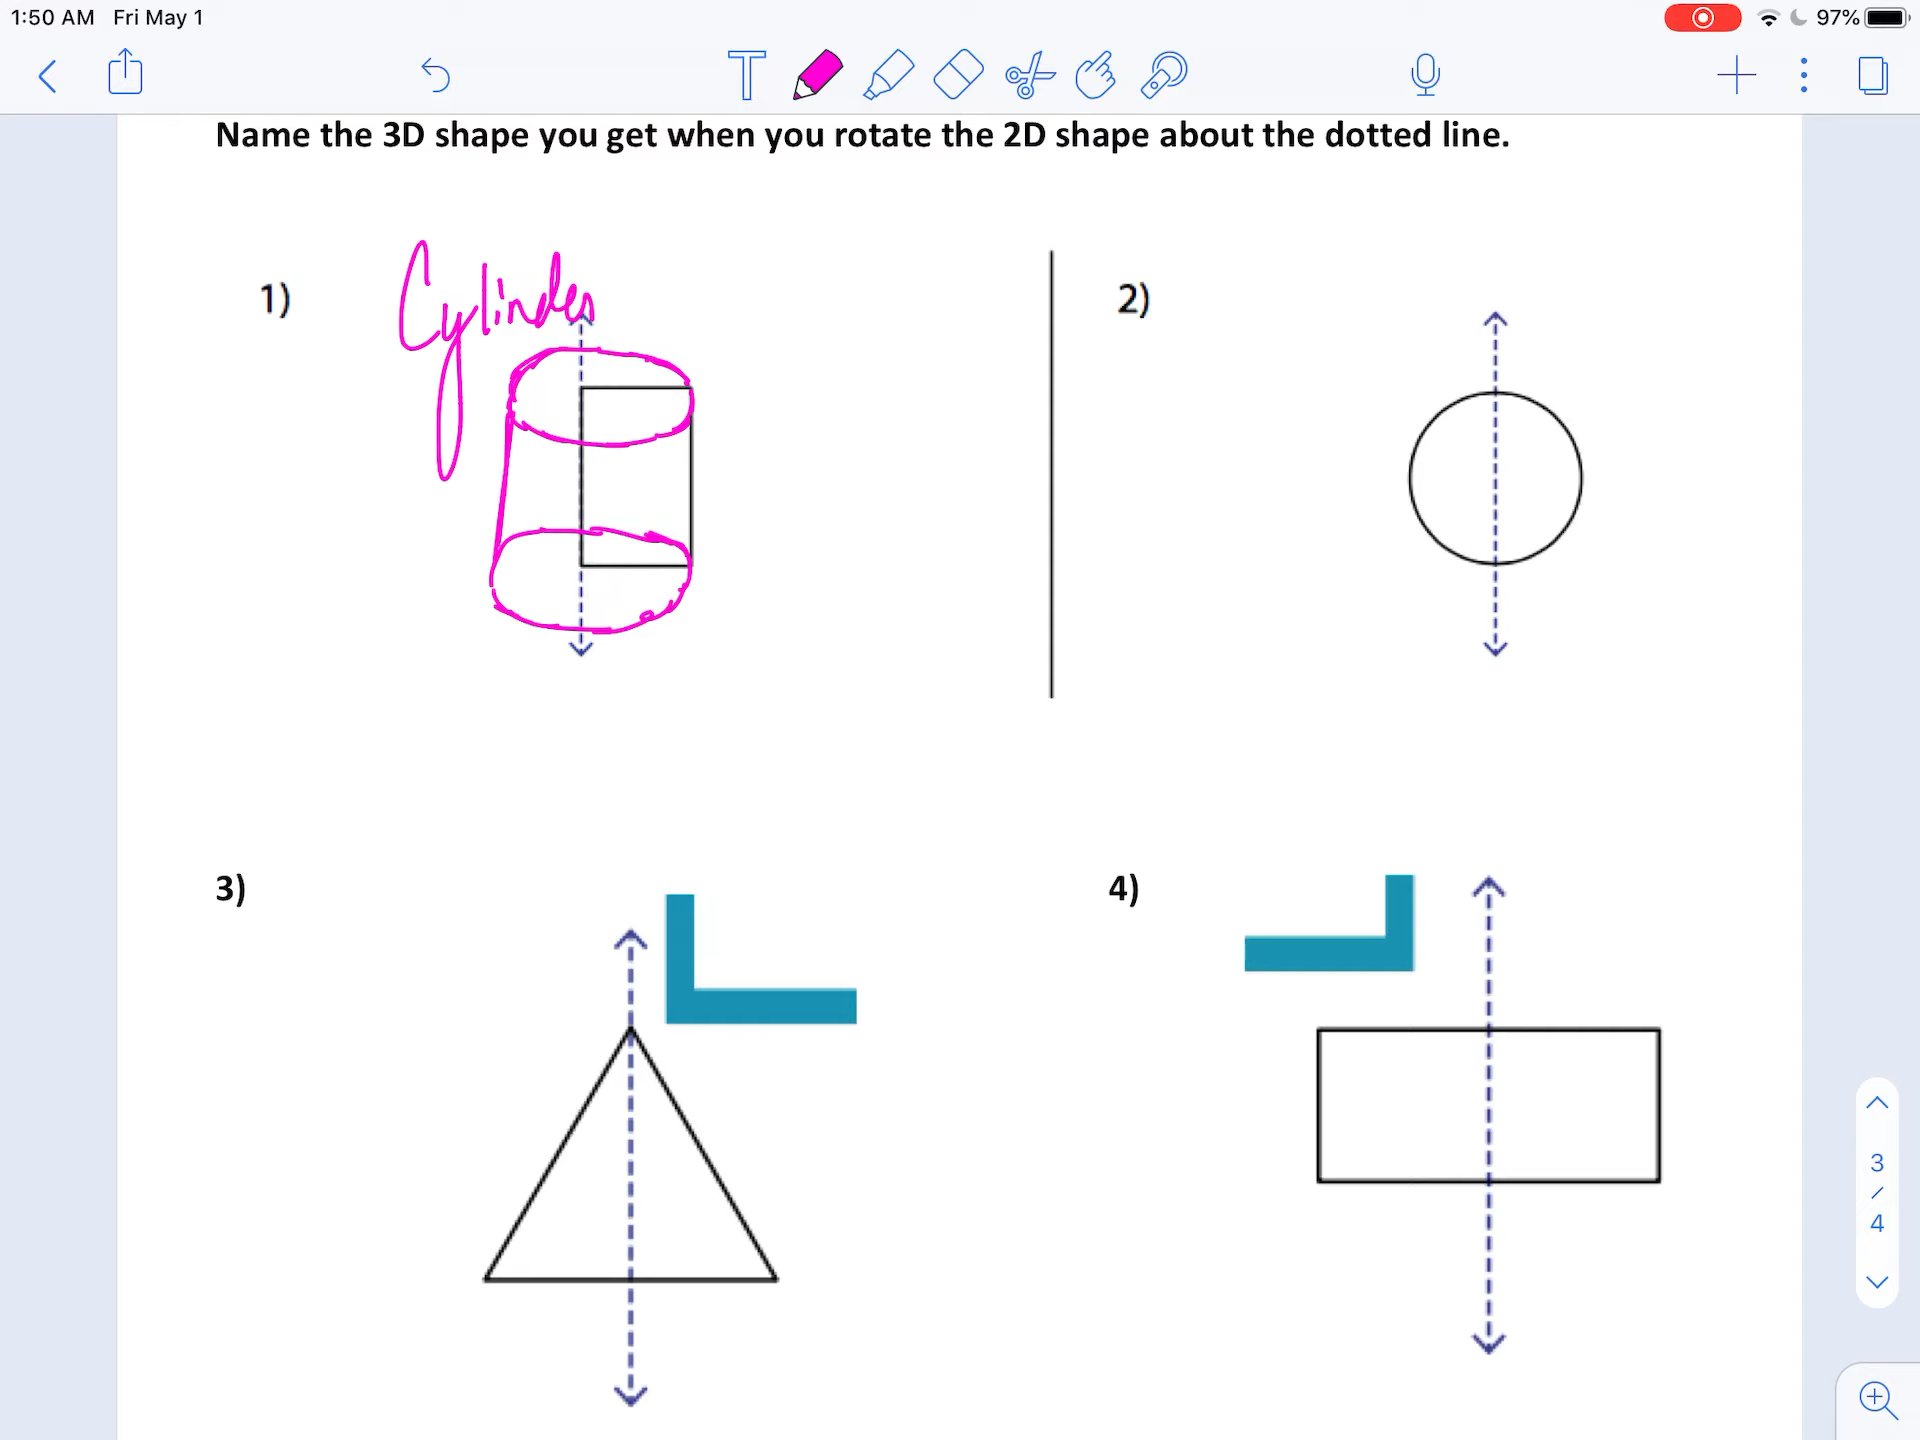 1:50 AM Fri May 1
97%
T
Name the 3D shape you get when you rotate the 2D shape about the dotted line.
1)
Cylinder
2)
3)
4)
3
/
4